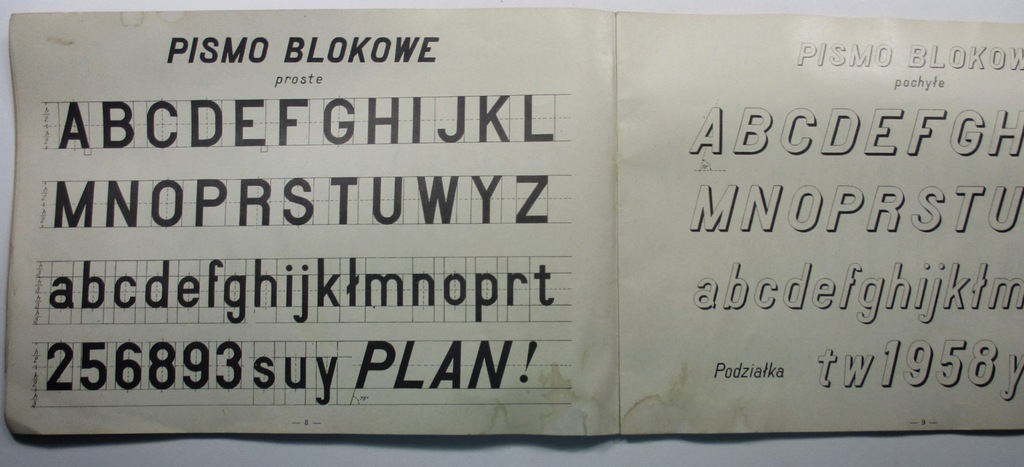 PISMO BLOKOWE
proste
ABCDEFGHIJKL
MNOPRSTUWYZ
abcdefghijkłmnoprt
256893suy PLAN!
— 8 —
PISMO BLOKOW
pochyłe
ABCDEFGH
MNOPRSTU
abcdefghijkłm
Podziałka tw1958y
— 9 —